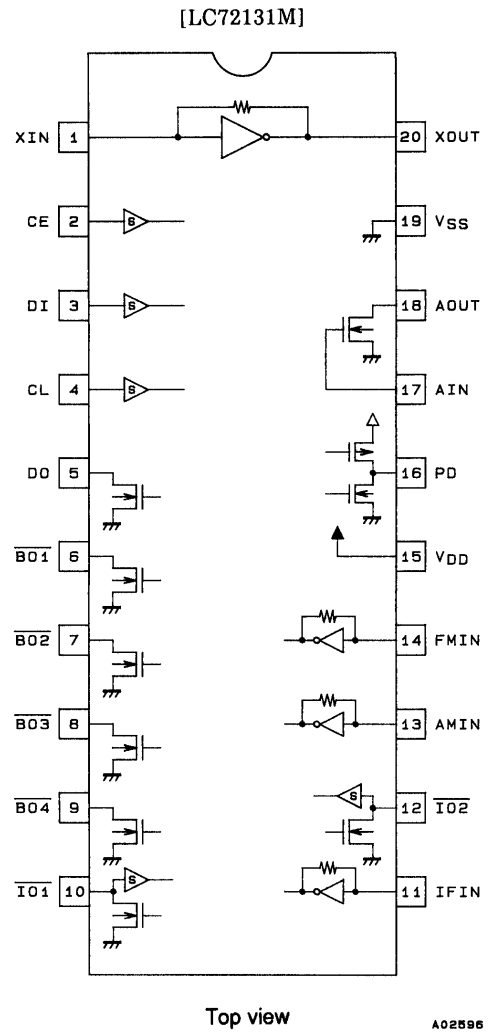 [LC72131M]
XIN 1 20 XOUT
CE 2 S 19 VSS
DI 3 S 18 AOUT
CL 4 S 17 AIN
DO 5 16 PD
BO1 6 15 VDD
BO2 7 14 FMIN
BO3 8 13 AMIN
BO4 9 S 12 IO2
IO1 10 S 11 IFIN
Top view
A02596